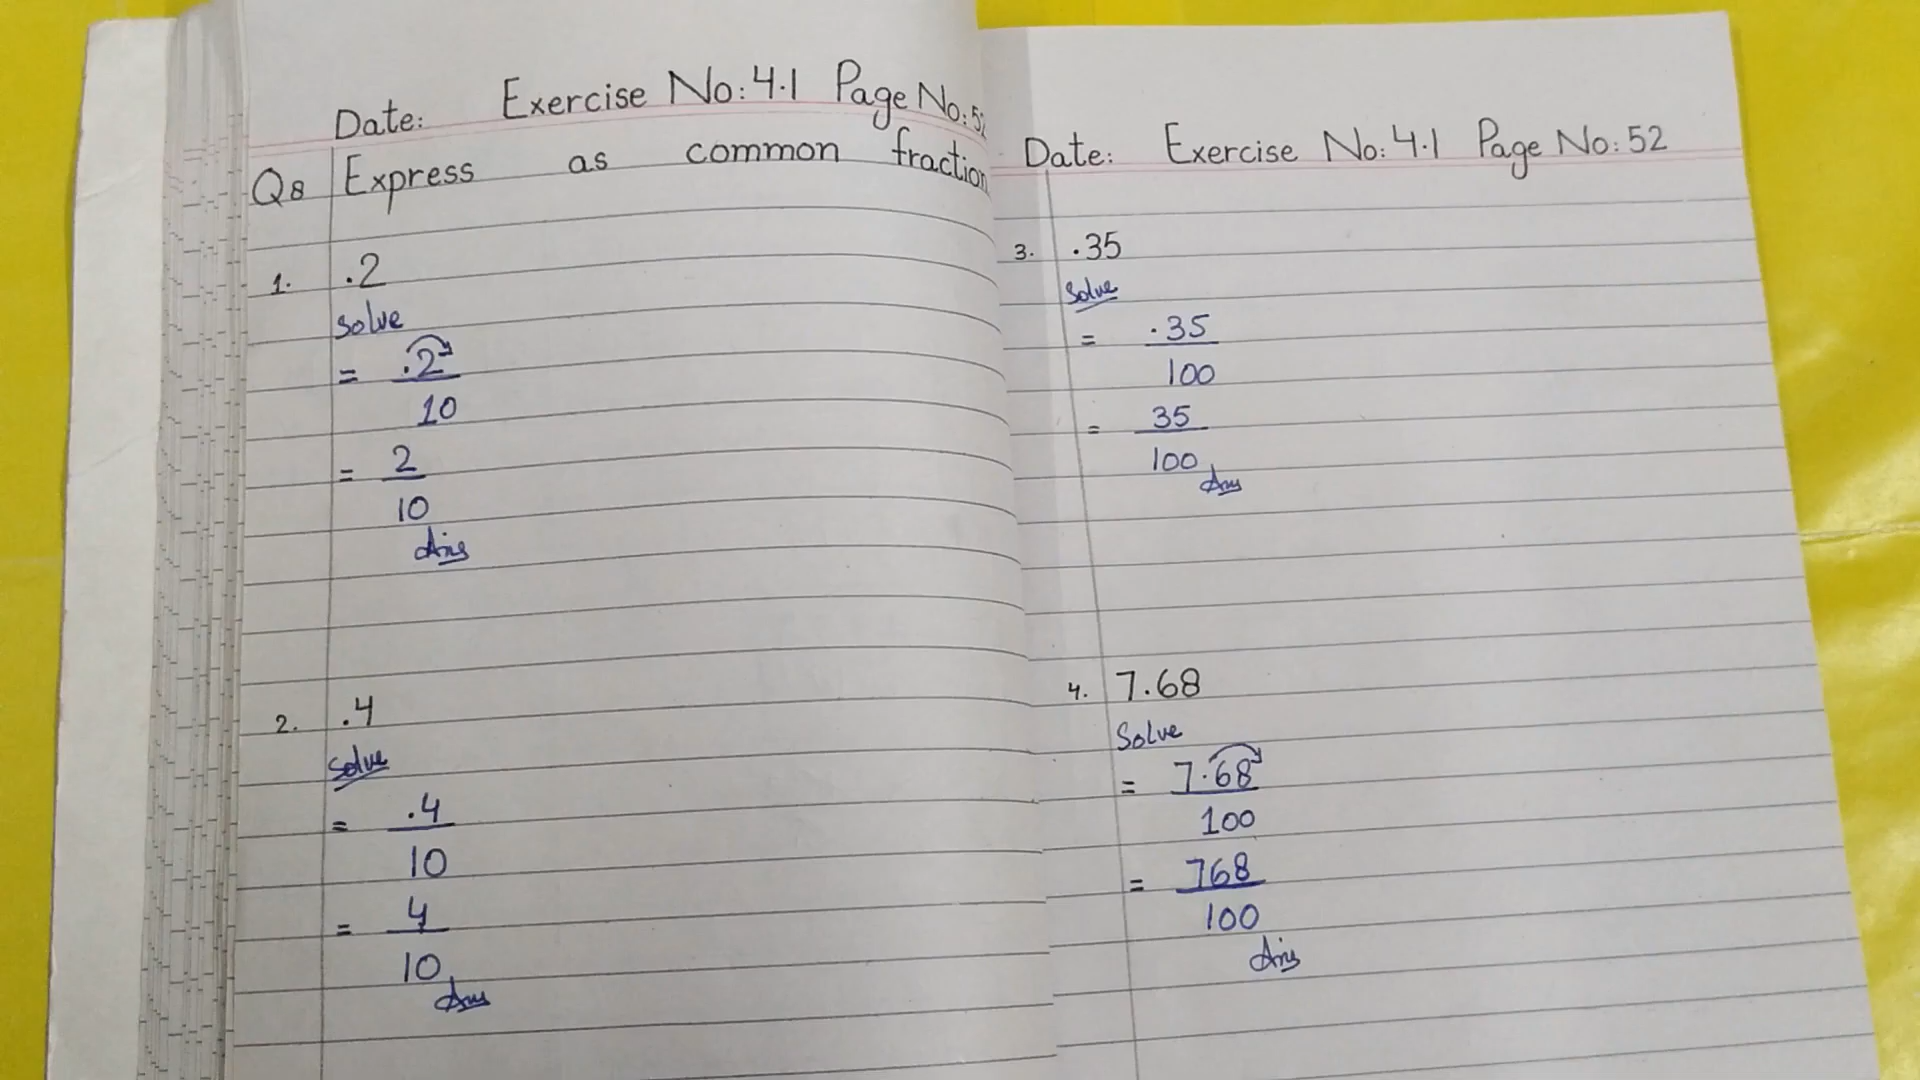 Date: Exercise No:4.1 Page No:52
Q8 Express as common fraction
1. .2
Solve
= .2
10
= 2
10
Ans
2. .4
Solve
= .4
10
= 4
10
Ans
Date: Exercise No:4.1 Page No:52
3. .35
Solve
= .35
100
= 35
100
Ans
4. 7.68
Solve
= 7.68
100
= 768
100
Ans